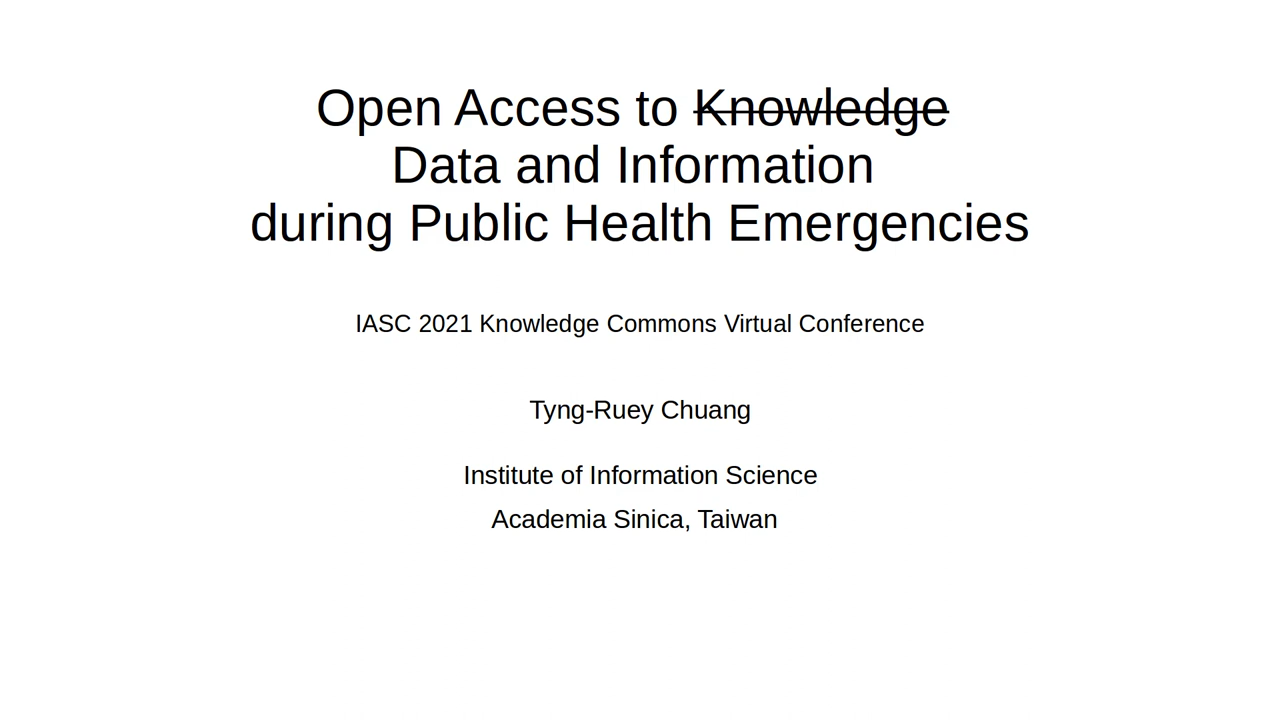 Open Access to Knowledge
Data and Information
during Public Health Emergencies
IASC 2021 Knowledge Commons Virtual Conference
Tyng-Ruey Chuang
Institute of Information Science
Academia Sinica, Taiwan